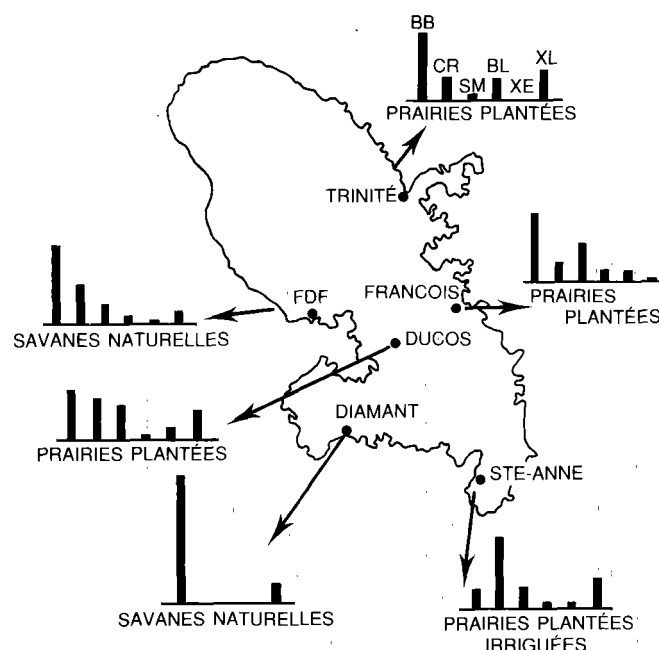 BB
CR SM BL XE XL
PRAIRIES PLANTÉES
TRINITÉ
FDF
FRANCOIS
PRAIRIES
PLANTÉES
SAVANES NATURELLES
DUCOS
DIAMANT
PRAIRIES PLANTÉES
STE-ANNE
SAVANES NATURELLES
PRAIRIES PLANTÉES
IRRIGUÉES